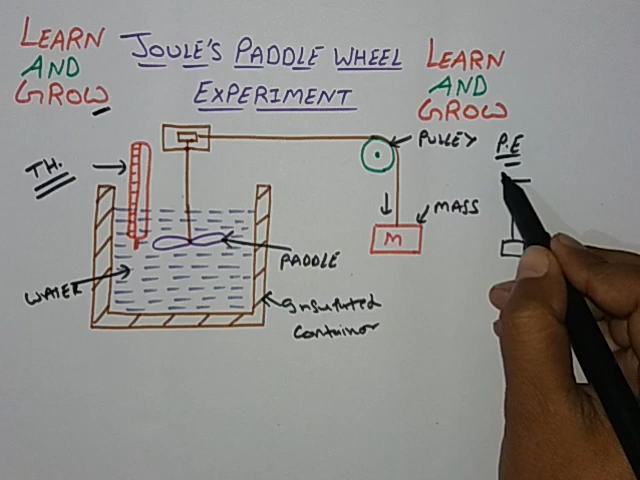 LEARN
AND
GROW
JOULE'S PADDLE WHEEL
EXPERIMENT
LEARN
AND
GROW
TH.
PULLEY
P.E
MASS
M
PADDLE
WATER
Insulated
Container